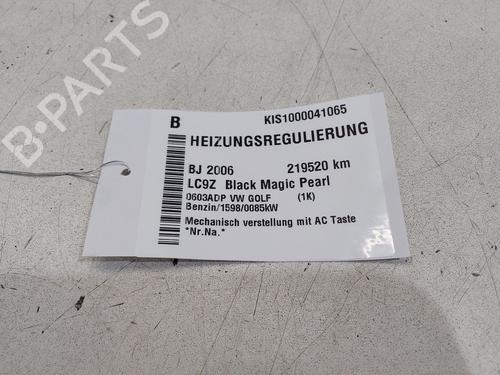 B-PARTS
B
KIS1000041065
HEIZUNGSREGULIERUNG
BJ 2006 219520 km
LC9Z Black Magic Pearl
0603ADP VW GOLF (1K)
Benzin/1598/0085kW
Mechanisch verstellung mit AC Taste
*Nr.Na.*